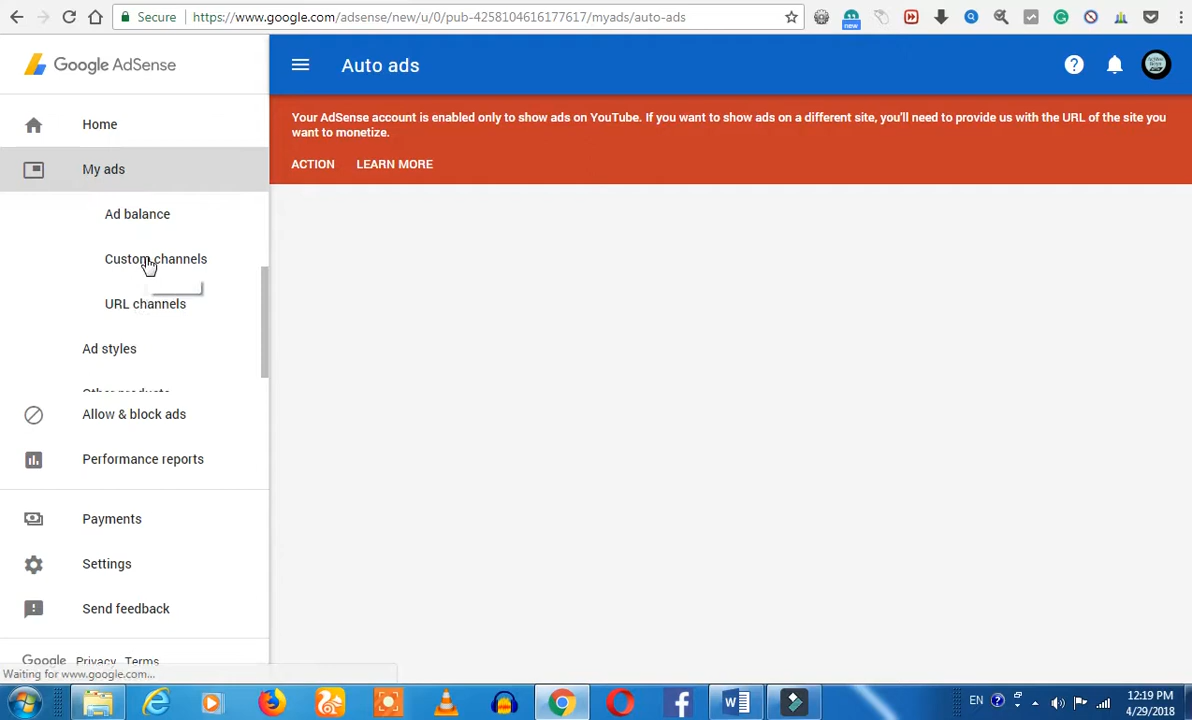 Secure https://www.google.com/adsense/new/u/0/pub-4258104616177617/myads/auto-ads
new
Google AdSense
Auto ads
Your AdSense account is enabled only to show ads on YouTube. If you want to show ads on a different site, you'll need to provide us with the URL of the site you
want to monetize.
ACTION LEARN MORE
Home
My ads
Ad balance
Custom channels
URL channels
Ad styles
Other products
Allow & block ads
Performance reports
Payments
Settings
Send feedback
Google Privacy Terms
Waiting for www.google.com...
EN
12:19 PM
4/29/2018